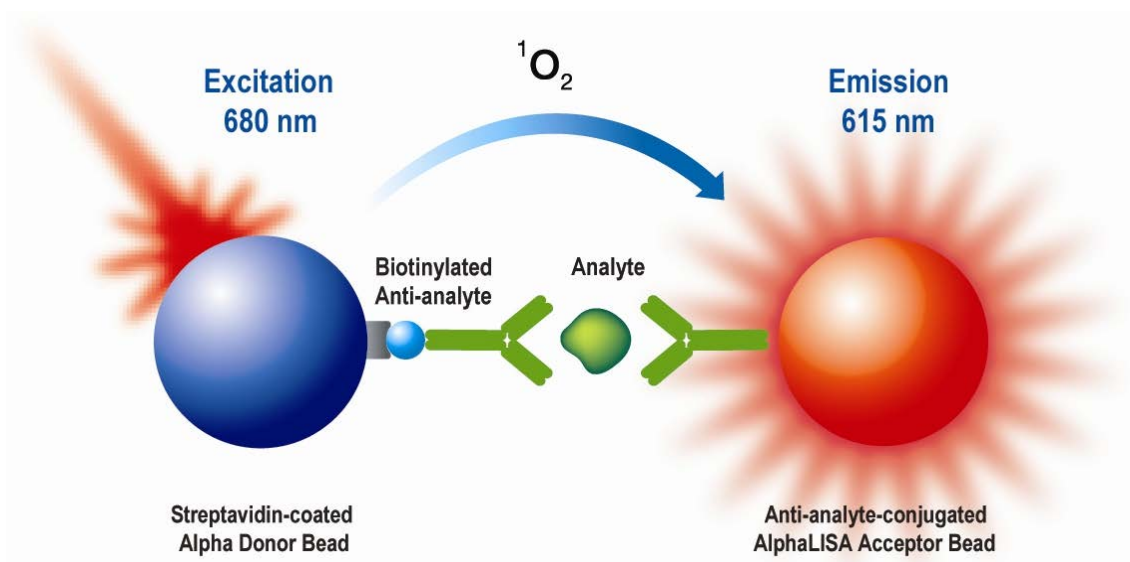 ¹O₂
Excitation
680 nm
Emission
615 nm
Biotinylated
Anti-analyte
Analyte
Streptavidin-coated
Alpha Donor Bead
Anti-analyte-conjugated
AlphaLISA Acceptor Bead